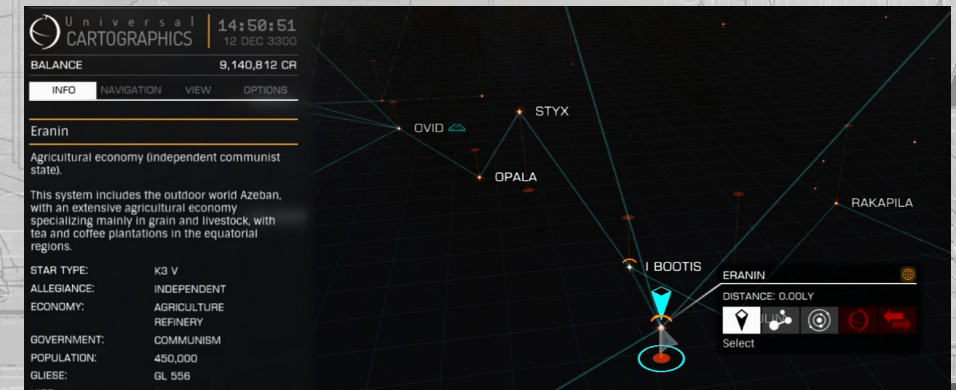 Universal
CARTOGRAPHICS
14:50:51
12 DEC 3300
BALANCE 9,140,812 CR
INFO NAVIGATION VIEW OPTIONS
Eranin
Agricultural economy (independent communist
state).
This system includes the outdoor world Azeban,
with an extensive agricultural economy
specializing mainly in grain and livestock, with
tea and coffee plantations in the equatorial
regions.
STAR TYPE: K3 V
ALLEGIANCE: INDEPENDENT
ECONOMY: AGRICULTURE
REFINERY
GOVERNMENT: COMMUNISM
POPULATION: 450,000
GLIESE: GL 556
STYX
OVID
OPALA
RAKAPILA
I BOOTIS
ERANIN
DISTANCE: 0.00LY
Select